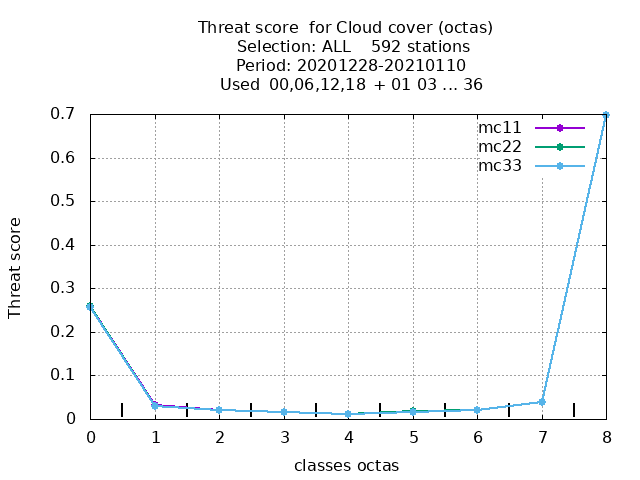 Threat score  for Cloud cover (octas)
Selection: ALL    592 stations
Period: 20201228-20210110
Used  00,06,12,18  + 01 03 ... 36
0.7
0.6
0.5
0.4
0.3
0.2
0.1
0
Threat score
mc11
mc22
mc33
0 1 2 3 4 5 6 7 8
classes octas